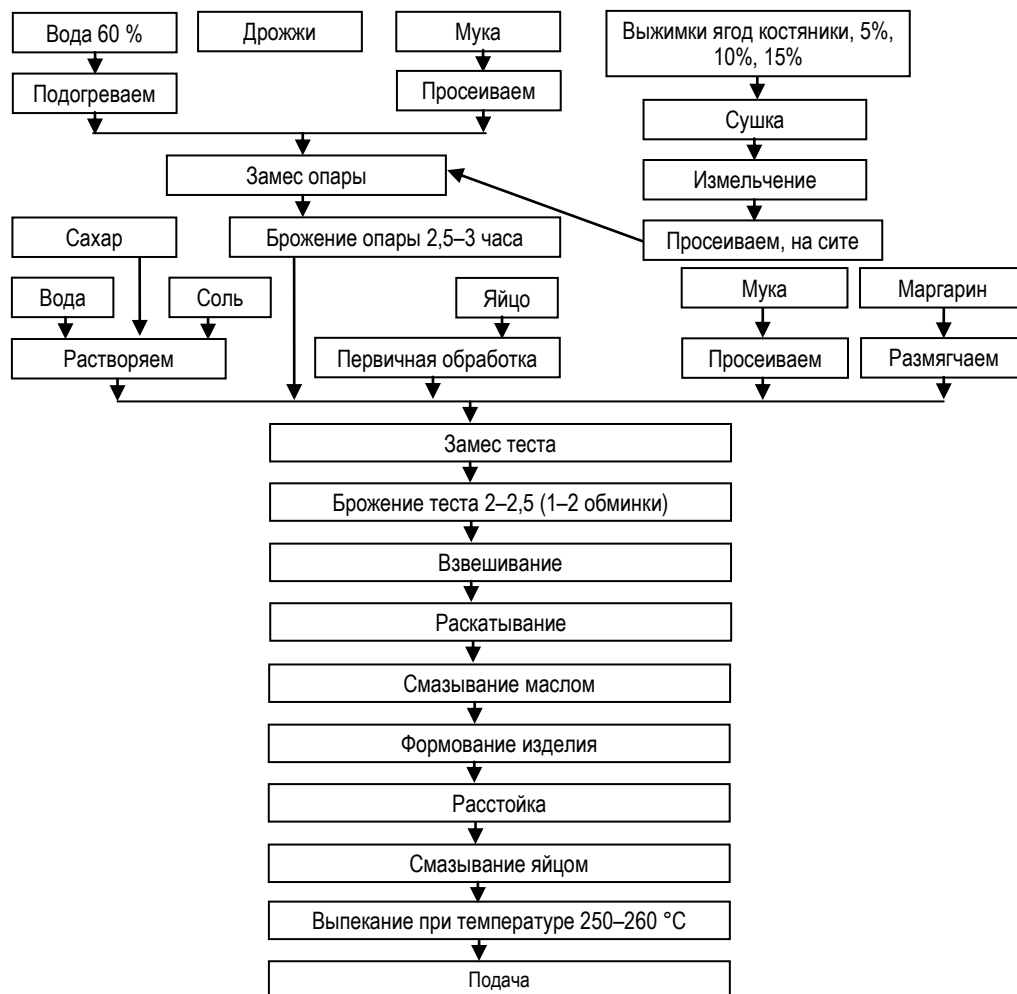 Вода 60 %
Дрожжи
Мука
Выжимки ягод костяники, 5%,
10%, 15%
Подогреваем
Просеиваем
Сушка
Замес опары
Измельчение
Сахар
Брожение опары 2,5–3 часа
Просеиваем, на сите
Вода
Соль
Яйцо
Мука
Маргарин
Растворяем
Первичная обработка
Просеиваем
Размягчаем
Замес теста
Брожение теста 2–2,5 (1–2 обминки)
Взвешивание
Раскатывание
Смазывание маслом
Формование изделия
Расстойка
Смазывание яйцом
Выпекание при температуре 250–260 °С
Подача